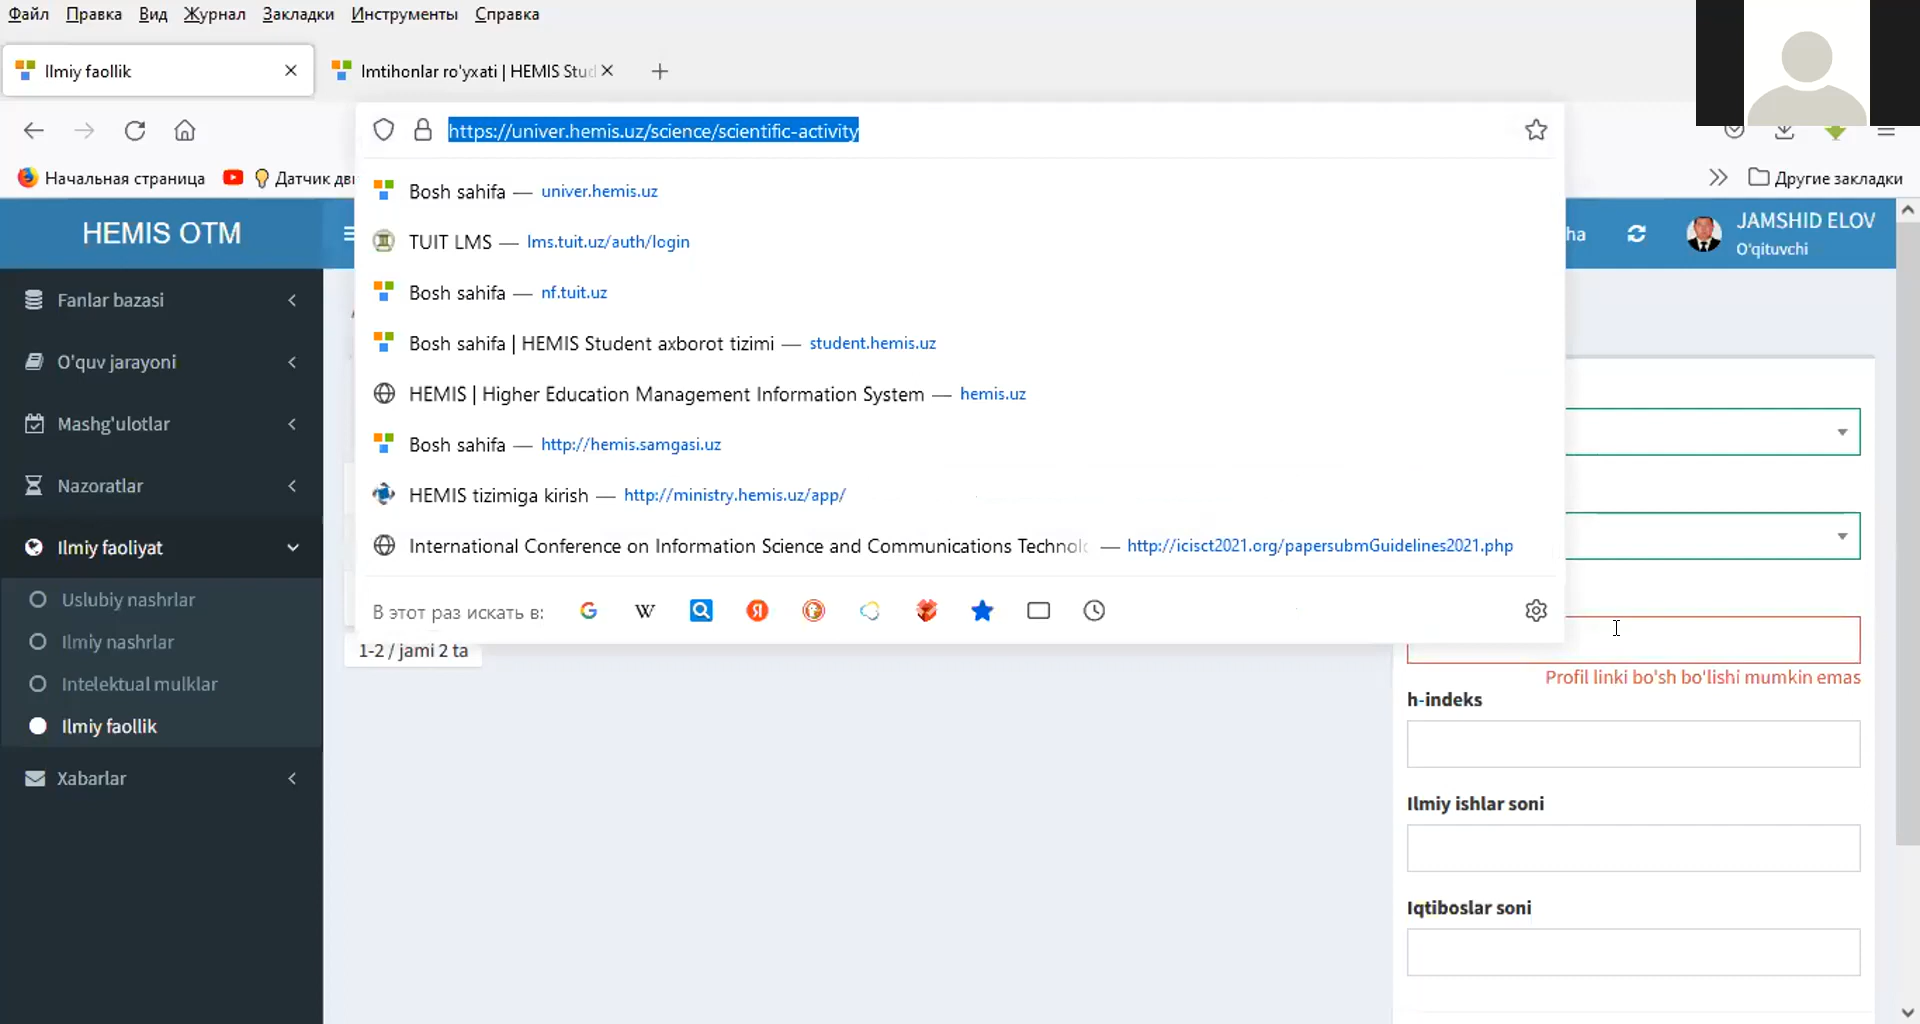 Файл Правка Вид Журнал Закладки Инструменты Справка
Ilmiy faollik
Imtihonlar ro'yxati | HEMIS Stud
https://univer.hemis.uz/science/scientific-activity
Начальная страница
Датчик дви
Другие закладки
Bosh sahifa — univer.hemis.uz
TUIT LMS — lms.tuit.uz/auth/login
Bosh sahifa — nf.tuit.uz
Bosh sahifa | HEMIS Student axborot tizimi — student.hemis.uz
HEMIS | Higher Education Management Information System — hemis.uz
Bosh sahifa — http://hemis.samgasi.uz
HEMIS tizimiga kirish — http://ministry.hemis.uz/app/
International Conference on Information Science and Communications Technolo — http://icisct2021.org/papersubmGuidelines2021.php
В этот раз искать в:
HEMIS OTM
ha
JAMSHID ELOV
O'qituvchi
Fanlar bazasi
O'quv jarayoni
Mashg'ulotlar
Nazoratlar
Ilmiy faoliyat
Uslubiy nashrlar
Ilmiy nashrlar
Intelektual mulklar
Ilmiy faollik
Xabarlar
1-2 / jami 2 ta
Profil linki bo'sh bo'lishi mumkin emas
h-indeks
Ilmiy ishlar soni
Iqtiboslar soni